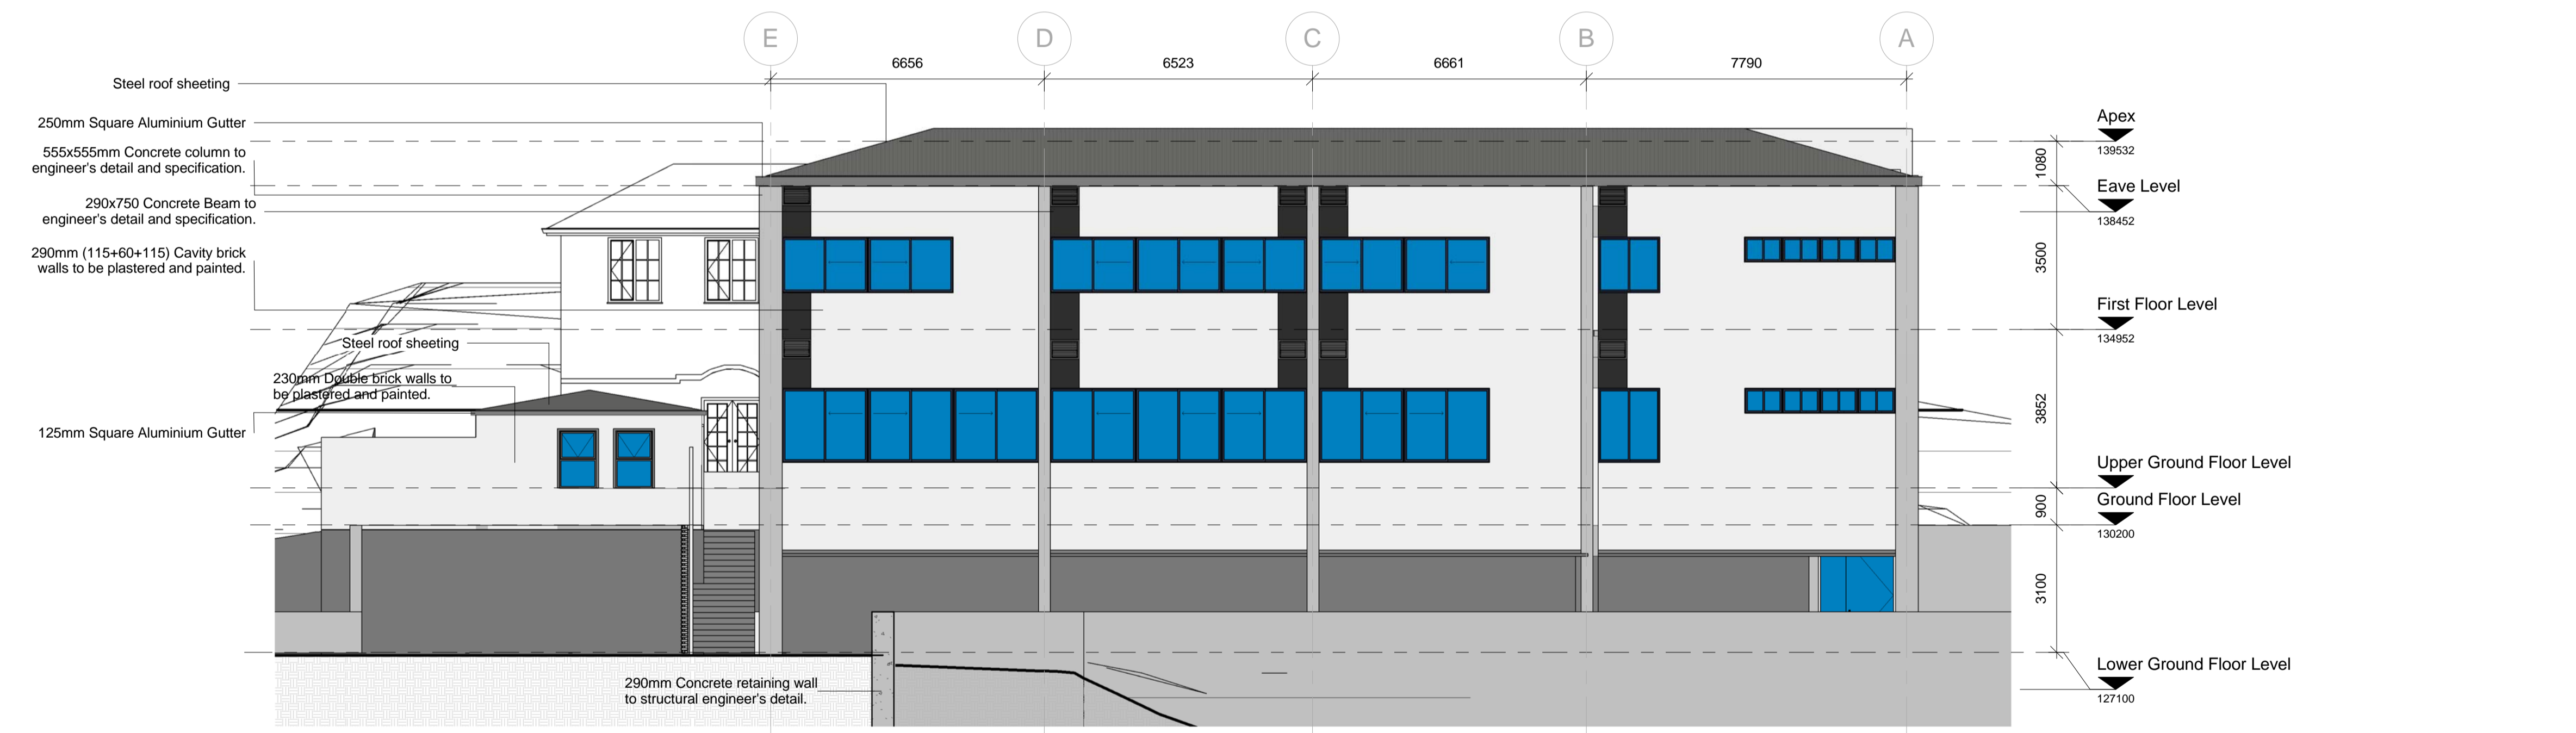 E D C B A
6656 6523 6661 7790
Steel roof sheeting
250mm Square Aluminium Gutter
555x555mm Concrete column to
engineer's detail and specification.
290x750 Concrete Beam to
engineer's detail and specification.
290mm (115+60+115) Cavity brick
walls to be plastered and painted.
Steel roof sheeting
230mm Double brick walls to
be plastered and painted.
125mm Square Aluminium Gutter
290mm Concrete retaining wall
to structural engineer's detail.
1080
3500
3852
900
3100
Apex
139532
Eave Level
138452
First Floor Level
134952
Upper Ground Floor Level
Ground Floor Level
130200
Lower Ground Floor Level
127100